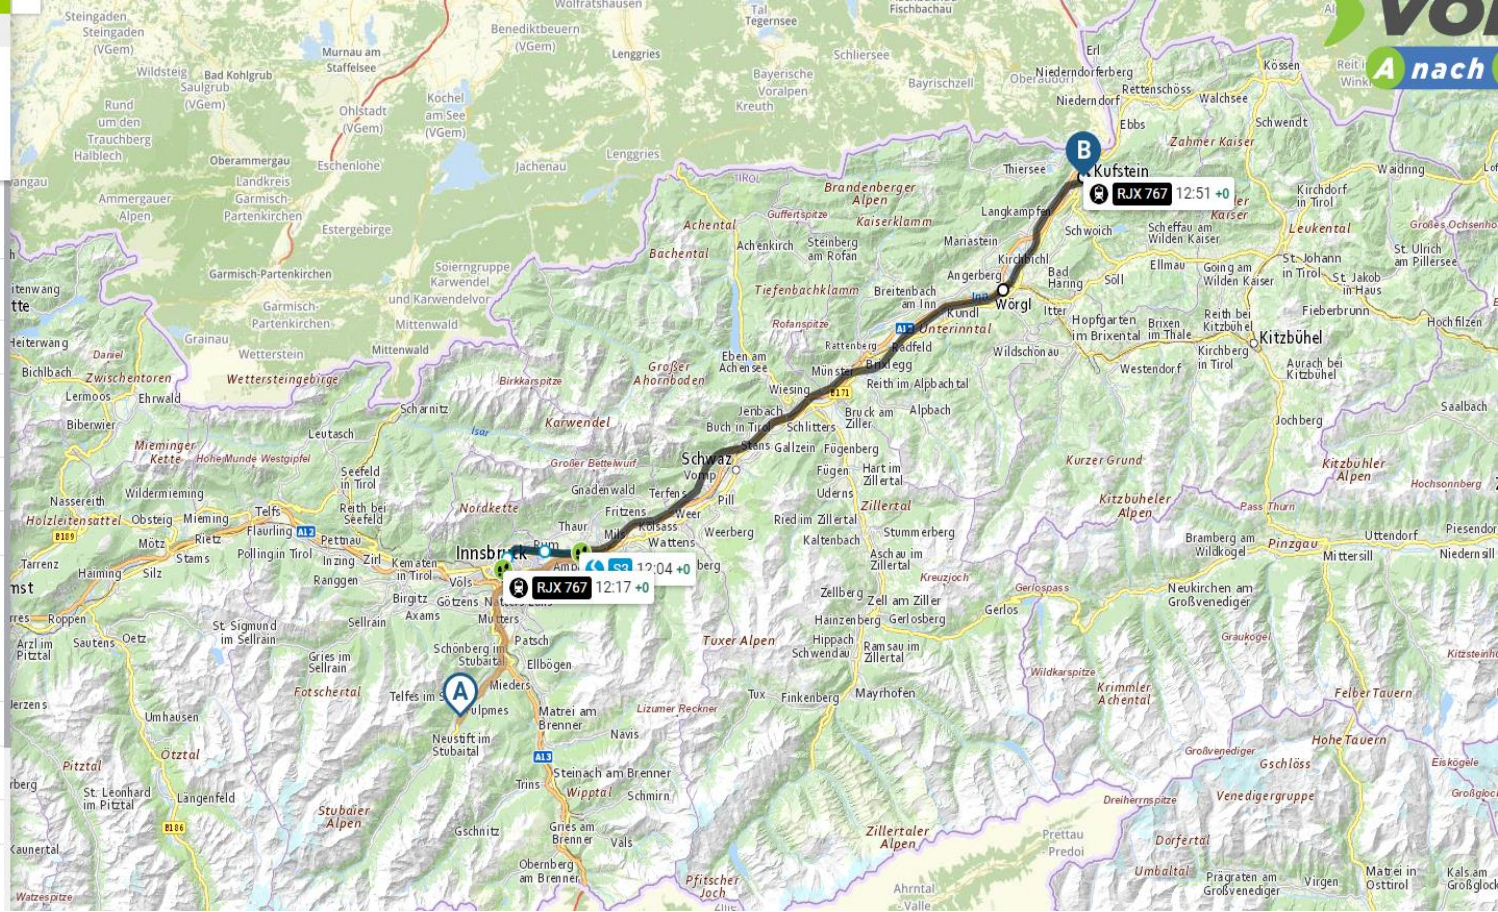 Steingaden
Steingaden
(VGem)
Wildsteig
Bad Kohlgrub
Saulgrub
(VGem)
Rund
um den
Trauchberg
Halblech
Oberammergau
Ammergauer
Alpen
Landkreis
Garmisch-
Partenkirchen
Eschenlohe
Estergebirge
Murnau am
Staffelsee
Ohlstadt
(VGem)
Kochel
am See
(VGem)
Benediktbeuern
(VGem)
Wolfratshausen
Lenggries
Jachenau
Lenggries
Tal
Tegernsee
Bayerische
Voralpen
Kreuth
Schliersee
Fischbachau
Bayrischzell
Erl
Niederndorferberg
Rettenschöss
Niederndorf
Walchsee
Kössen
A nach
Ebbs
Schwendt
Zahmer Kaiser
B
Thiersee
Kufstein
RJX 767 12:51 +0
Kaiser
Waidring
Kirchdorf
in Tirol
Leukental
St. Ulrich
am Pillersee
Langkampfen
Schwoich
Scheffau am
Wilden Kaiser
TIROL
Brandenberger
Alpen
Guffertspitze
Kaiserklamm
Achental
Achenkirch
Steinberg
am Rofan
Bachental
Mariastein
Kirchbichl
Angerberg
Bad
Häring
Söll
Ellmau
Going am
Wilden Kaiser
St. Johann
in Tirol
St. Jakob
in Haus
Tiefenbachklamm
Breitenbach
am Inn
Inn
Wörgl
Kundl
Itter
Hopfgarten
im Brixental
Brixen
im Thale
Reith bei
Kitzbühel
Fieberbrunn
Hochfilzen
Kitzbühel
Kirchberg
in Tirol
Aurach bei
Kitzbühel
Westendorf
Wildschönau
Rofanspitze
Unterinntal
Rattenberg
Radfeld
Brixlegg
Münster
Reith im Alpbachtal
B171
Wiesing
Eben am
Achensee
Großer
Ahornboden
Garmisch-Partenkirchen
Garmisch-
Partenkirchen
Soierngruppe
Karwendel
und Karwendelvor
Mittenwald
Mittenwald
Grainau
Wetterstein
Wettersteingebirge
Heiterwang
Bichlbach
Daniel
Zwischentoren
Lermoos
Ehrwald
Biberwier
Birkkarspitze
Scharnitz
Isar
Karwendel
Leutasch
Mieminger
Kette
Hohe Munde Westgipfel
Großer Bettelwurf
Jenbach
Buch in Tirol
Schlitters
Bruck am
Ziller
Alpbach
Stans
Gallzein
Fügenberg
Schwaz
Vomp
Fügen
Hart im
Zillertal
Jochberg
Saalbach
Kurzer Grund
Kitzbühler
Alpen
Hochsonnberg
Kitzbüheler
Alpen
Pass Thurn
Seefeld
in Tirol
Wildermieming
Nassereith
Holzleitensattel
Obsteig
Mieming
Telfs
Reith bei
Seefeld
Nordkette
Gnadenwald
Terfens
Pill
Uderns
Zillertal
B189
Mötz
Rietz
Flaurling
A12
Pettnau
Fritzens
Weer
Thaur
Kolsass
Weerberg
Ried im Zillertal
Stummerberg
Haiming
Stams
Silz
Polling in Tirol
Inzing
Zirl
Kematen
in Tirol
Innsbruck
Rum
Wattens
Kaltenbach
Aschau im
Zillertal
Bramberg am
Wildkogel
Pinzgau
Uttendorf
Piesendorf
Mittersill
Ranggen
Völs
S3 12:04 +0
RJX 767 12:17 +0
Birgitz
Götzens
Axams
Mutters
Roppen
Arzl im
Pitztal
Sautens
Oetz
St. Sigmund
im Sellrain
Sellrain
Gries im
Sellrain
Fotschertal
Schönberg im
Stubaital
Patsch
Ellbögen
Mieders
A
Zellberg
Kreuzjoch
Zell am Ziller
Gerlosberg
Hainzenberg
Gerlos
Gerlospass
Neukirchen am
Großvenediger
Tuxer Alpen
Hippach
Schwendau
Ramsau im
Zillertal
Graukogel
Wildkarspitze
Krimmler
Achental
Felber Tauern
Umhausen
Neustift im
Stubaital
Matrei am
Brenner
Lizumer Reckner
Tux
Finkenberg
Mayrhofen
Navis
Ötztal
Pitztal
A13
Großvenediger
Gschlöss
Hohe Tauern
Eiskögele
St. Leonhard
im Pitztal
Längenfeld
Trins
Steinach am Brenner
Wipptal
Schmirn
Stubaier
Alpen
Dreiherrnspitze
Venedigergruppe
B186
Gschnitz
Gries am
Brenner
Vals
Zillertaler
Alpen
Prettau
Predoi
Dorfertal
Kaunertal
Obernberg
am Brenner
Pfitscher
Joch
Ahrntal
Valle
Umbaltal
Prägraten am
Großvenediger
Virgen
Matrei in
Osttirol
Watzespitze